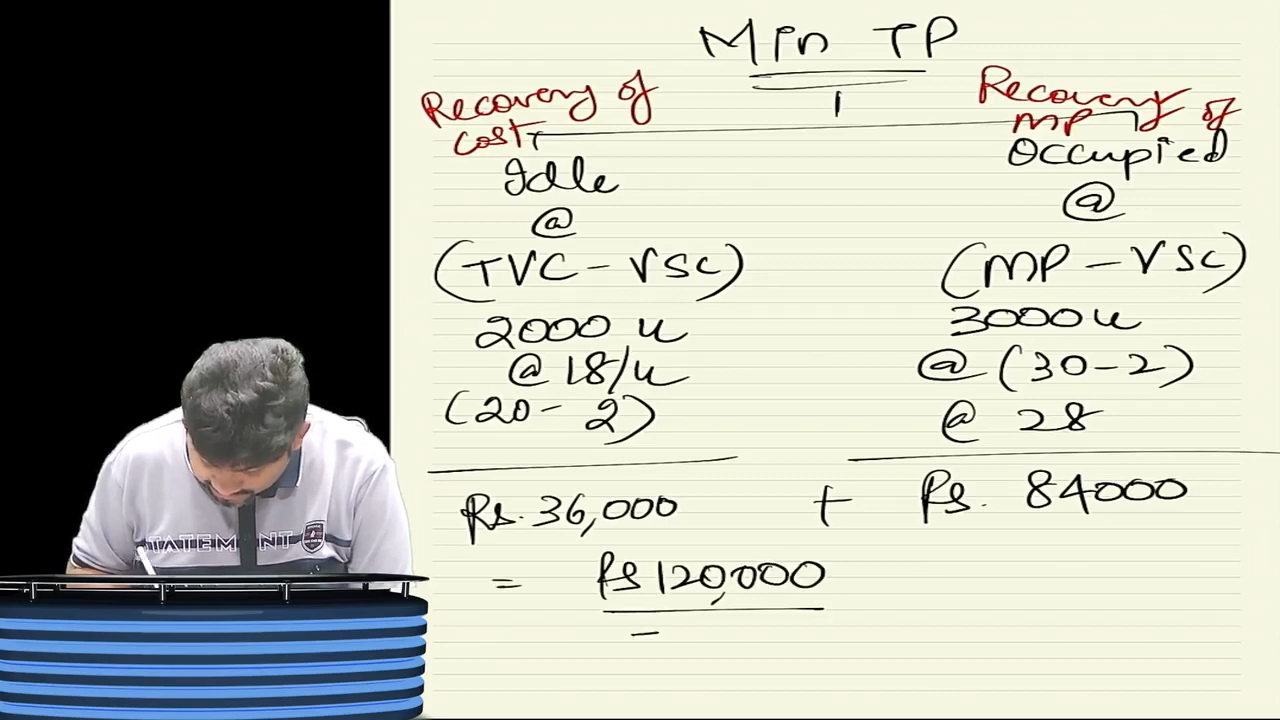 Min TP
Recovery of
cost
Idle
@
(TVC - VSC)
2000 u
@ 18/u
(20 - 2)
Rs. 36,000
Recovery of
MP
Occupied
@
(MP - VSC)
3000 u
@ (30 - 2)
@ 28
+ Rs. 84000
= Rs 120,000
STATEMENT